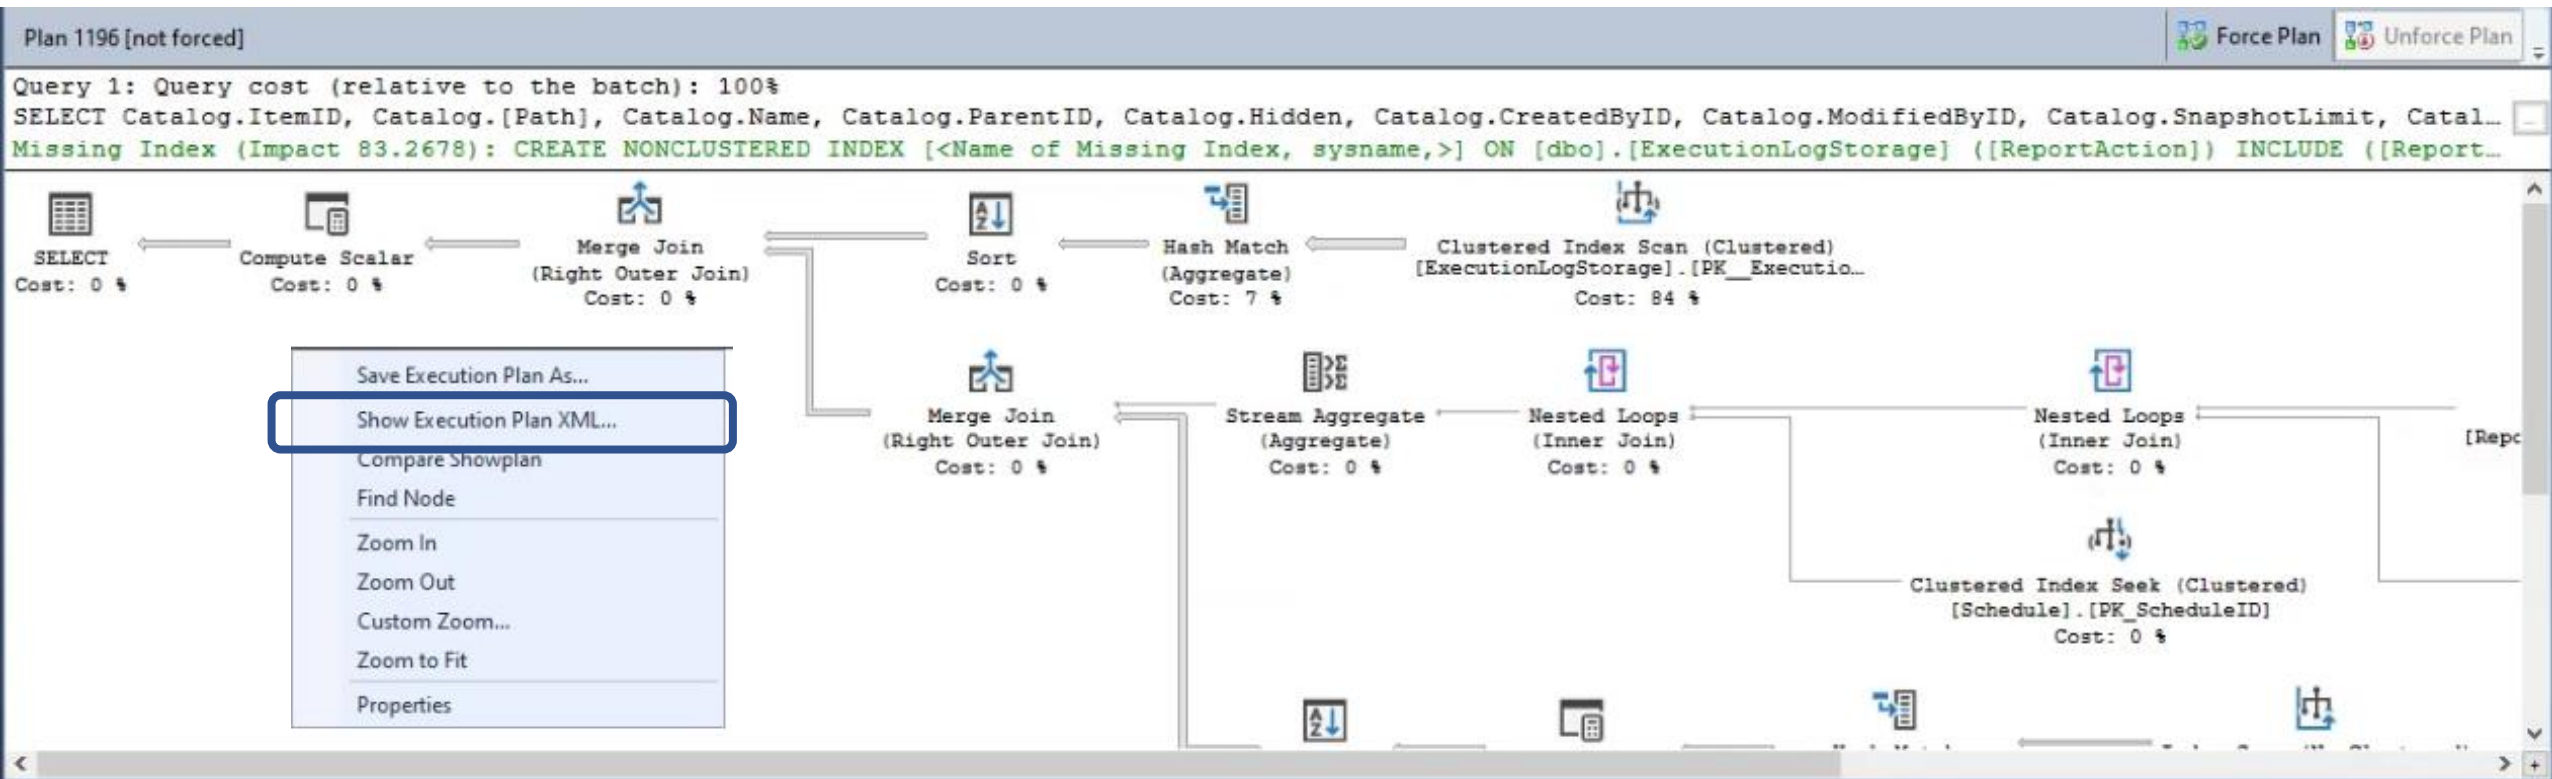 Plan 1196 [not forced]
Force Plan
Unforce Plan
Query 1: Query cost (relative to the batch): 100%
SELECT Catalog.ItemID, Catalog.[Path], Catalog.Name, Catalog.ParentID, Catalog.Hidden, Catalog.CreatedByID, Catalog.ModifiedByID, Catalog.SnapshotLimit, Catal…
Missing Index (Impact 83.2678): CREATE NONCLUSTERED INDEX [<Name of Missing Index, sysname,>] ON [dbo].[ExecutionLogStorage] ([ReportAction]) INCLUDE ([Report…
SELECT
Cost: 0 %
Compute Scalar
Cost: 0 %
Merge Join
(Right Outer Join)
Cost: 0 %
Sort
Cost: 0 %
Hash Match
(Aggregate)
Cost: 7 %
Clustered Index Scan (Clustered)
[ExecutionLogStorage].[PK__Executio…
Cost: 84 %
Merge Join
(Right Outer Join)
Cost: 0 %
Stream Aggregate
(Aggregate)
Cost: 0 %
Nested Loops
(Inner Join)
Cost: 0 %
Nested Loops
(Inner Join)
Cost: 0 %
[Repo
Clustered Index Seek (Clustered)
[Schedule].[PK_ScheduleID]
Cost: 0 %
Save Execution Plan As...
Show Execution Plan XML...
Compare Showplan
Find Node
Zoom In
Zoom Out
Custom Zoom...
Zoom to Fit
Properties